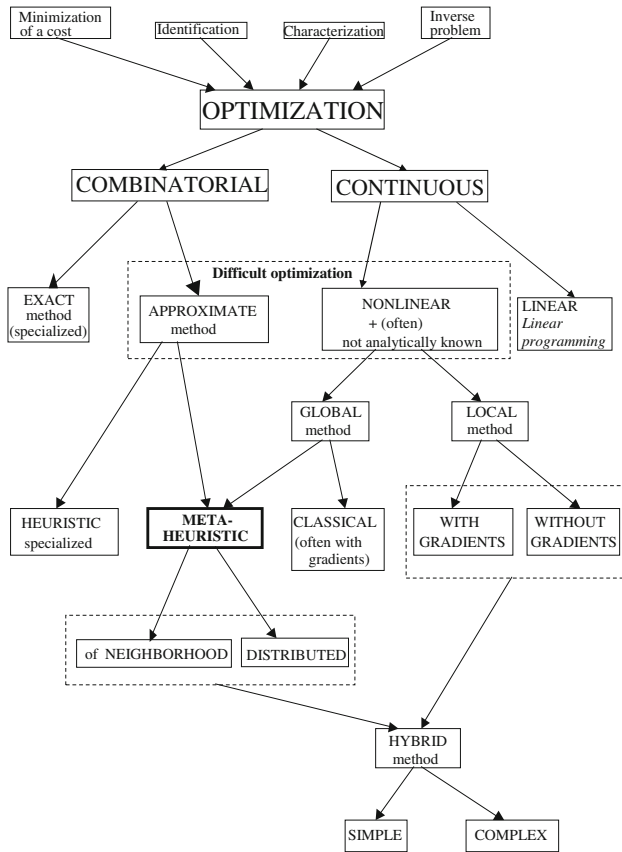 Minimization
of a cost
Identification
Characterization
Inverse
problem
OPTIMIZATION
COMBINATORIAL
CONTINUOUS
Difficult optimization
EXACT
method
(specialized)
APPROXIMATE
method
NONLINEAR
+ (often)
not analytically known
LINEAR
Linear
programming
GLOBAL
method
LOCAL
method
HEURISTIC
specialized
META-
HEURISTIC
CLASSICAL
(often with
gradients)
WITH
GRADIENTS
WITHOUT
GRADIENTS
of NEIGHBORHOOD
DISTRIBUTED
HYBRID
method
SIMPLE
COMPLEX